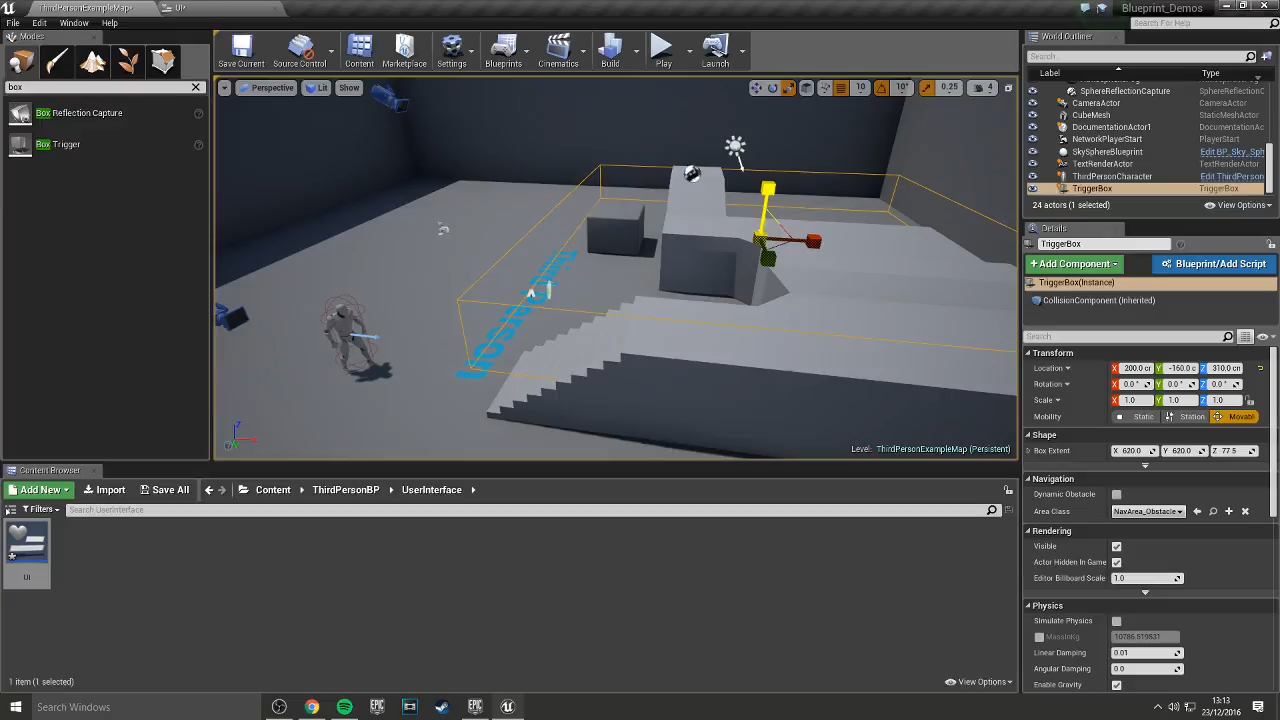 ThirdPersonExampleMap*
UI*
Blueprint_Demos
File Edit Window Help
Search For Help
Modes
box
Box Reflection Capture
Box Trigger
Save Current
Source Control
Content
Marketplace
Settings
Blueprints
Cinematics
Build
Play
Launch
Perspective Lit Show
10 10° 0.25 4
Level: ThirdPersonExampleMap (Persistent)
World Outliner
Search...
Label Type
SphereReflectionCapture SphereReflectionC
CameraActor CameraActor
CubeMesh StaticMeshActor
DocumentationActor1 DocumentationAc
NetworkPlayerStart PlayerStart
SkySphereBlueprint Edit BP_Sky_Sph
TextRenderActor TextRenderActor
ThirdPersonCharacter Edit ThirdPerson
TriggerBox TriggerBox
24 actors (1 selected)
View Options
Details
TriggerBox
+ Add Component
Blueprint/Add Script
TriggerBox(Instance)
CollisionComponent (Inherited)
Search
Transform
Location X 200.0 cr Y -160.0 c Z 310.0 cn
Rotation X 0.0 ° Y 0.0 ° Z 0.0 °
Scale X 1.0 Y 1.0 Z 1.0
Mobility Static Station Movabl
Shape
Box Extent X 620.0 Y 620.0 Z 77.5
Navigation
Dynamic Obstacle
Area Class NavArea_Obstacle
Rendering
Visible
Actor Hidden In Game
Editor Billboard Scale 1.0
Physics
Simulate Physics
MassInKg 10786.519531
Linear Damping 0.01
Angular Damping 0.0
Enable Gravity
Content Browser
Add New Import Save All Content ThirdPersonBP UserInterface
Filters Search UserInterface
UI
1 item (1 selected)
View Options
Search Windows
13:13
23/12/2016